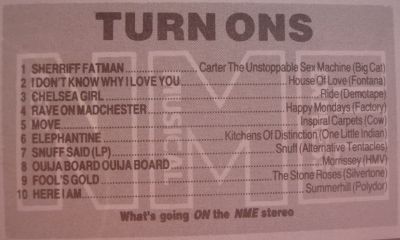 TURN ONS
1 SHERRIFF FATMAN ............ Carter The Unstoppable Sex Machine (Big Cat)
2 I DON'T KNOW WHY I LOVE YOU ............ House Of Love (Fontana)
3 CHELSEA GIRL ............ Ride (Demotape)
4 RAVE ON MADCHESTER ............ Happy Mondays (Factory)
5 MOVE ............ Inspiral Carpets (Cow)
6 ELEPHANTINE ............ Kitchens Of Distinction (One Little Indian)
7 SNUFF SAID (LP) ............ Snuff (Alternative Tentacles)
8 OUIJA BOARD OUIJA BOARD ............ Morrissey (HMV)
9 FOOL'S GOLD ............ The Stone Roses (Silvertone)
10 HERE I AM ............ Summerhill (Polydor)
What's going ON the NME stereo
NME
MUSICAL